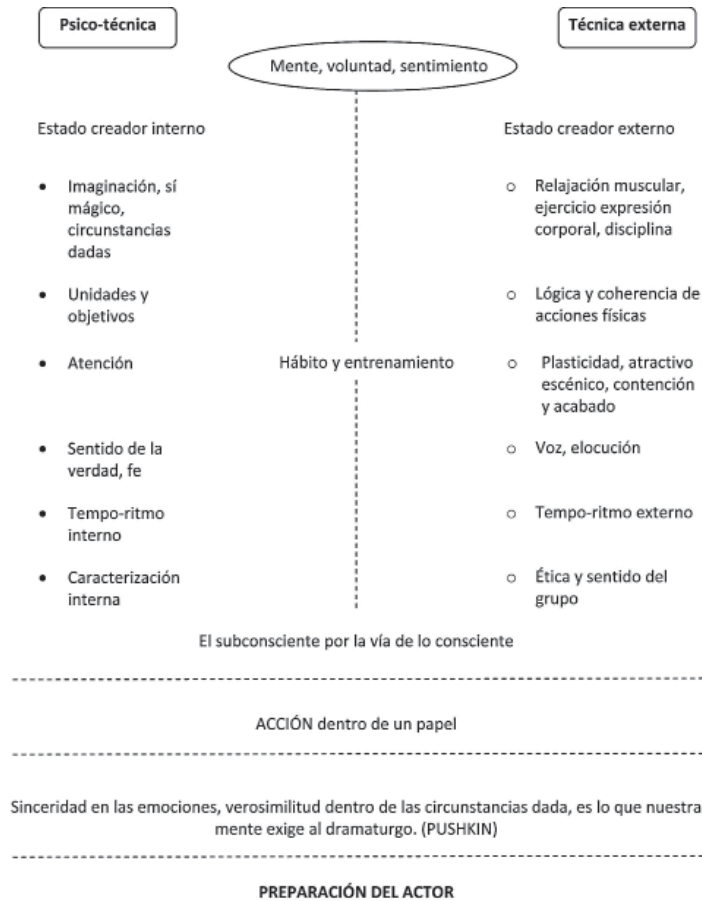 Psico-técnica
Técnica externa
Mente, voluntad, sentimiento
Estado creador interno
Estado creador externo
• Imaginación, sí
mágico,
circunstancias
dadas
○ Relajación muscular,
ejercicio expresión
corporal, disciplina
• Unidades y
objetivos
○ Lógica y coherencia de
acciones físicas
• Atención
Hábito y entrenamiento
○ Plasticidad, atractivo
escénico, contención
y acabado
• Sentido de la
verdad, fe
○ Voz, elocución
• Tempo-ritmo
interno
○ Tempo-ritmo externo
• Caracterización
interna
○ Ética y sentido del
grupo
El subconsciente por la vía de lo consciente
ACCIÓN dentro de un papel
Sinceridad en las emociones, verosimilitud dentro de las circunstancias dada, es lo que nuestra
mente exige al dramaturgo. (PUSHKIN)
PREPARACIÓN DEL ACTOR